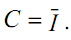 C = Ī.